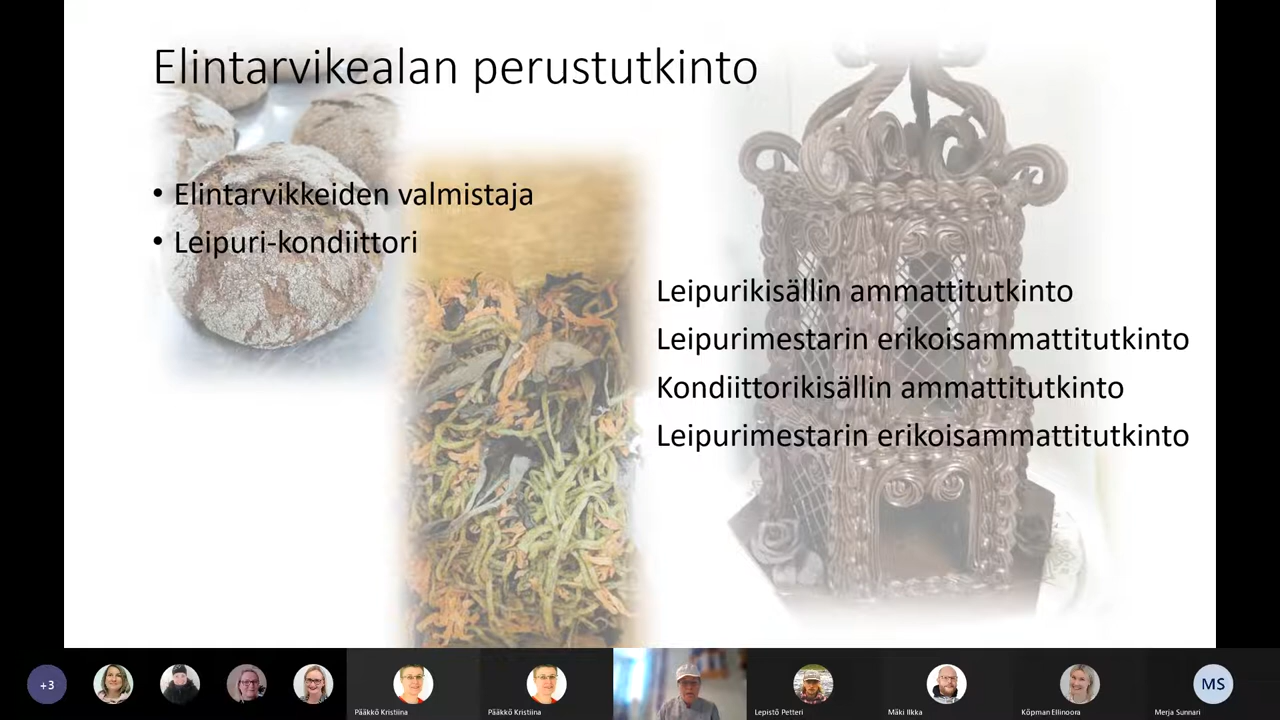 Elintarvikealan perustutkinto
• Elintarvikkeiden valmistaja
• Leipuri-kondiittori
Leipurikisällin ammattitutkinto
Leipurimestarin erikoisammattitutkinto
Kondiittorikisällin ammattitutkinto
Leipurimestarin erikoisammattitutkinto
+3
Pääkkö Kristiina
Pääkkö Kristiina
Lepistö Petteri
Mäki Ilkka
Köpman Ellinoora
MS
Merja Sunnari